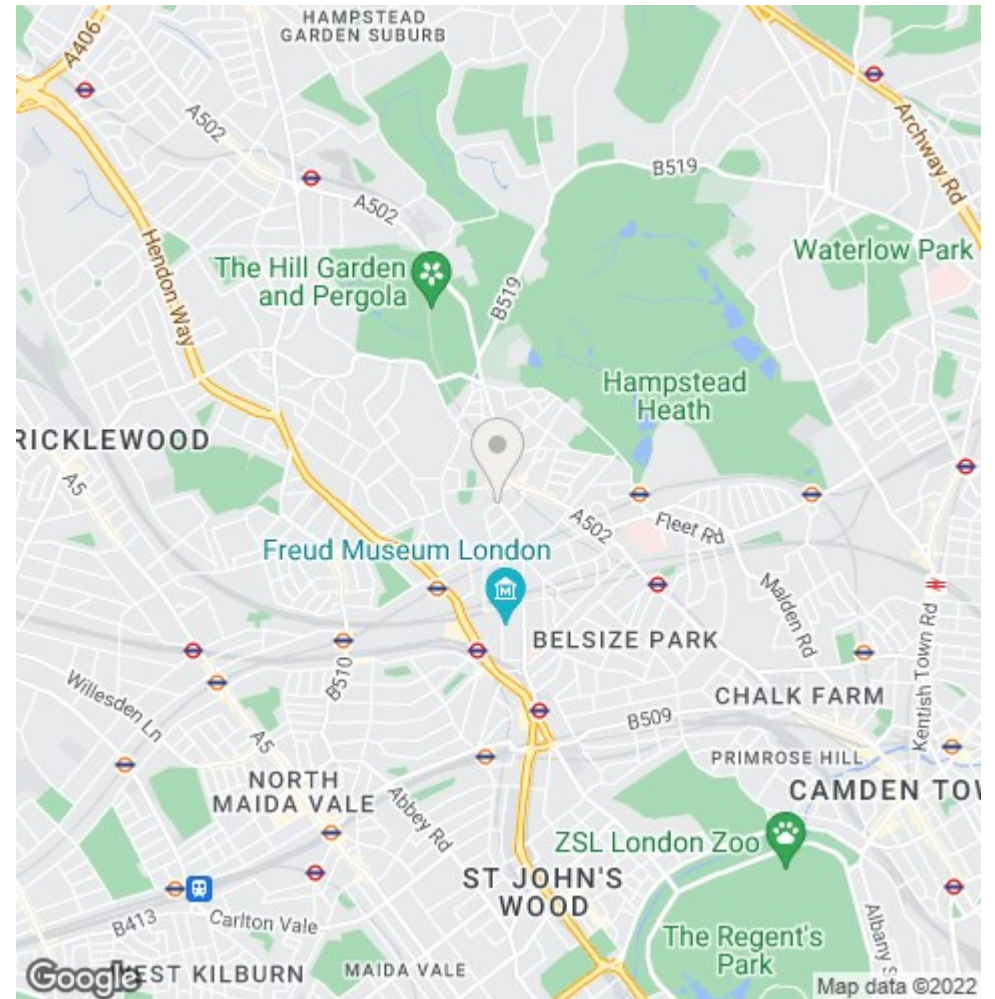 HAMPSTEAD
GARDEN SUBURB
A406
A502
Archway Rd
B519
A502
Waterlow Park
The Hill Garden
and Pergola
Hendon Way
B519
Hampstead
Heath
RICKLEWOOD
A5
A502
Fleet Rd
Freud Museum London
M
Malden Rd
BELSIZE PARK
B510
Willesden Ln
CHALK FARM
Kentish Town Rd
B509
A5
PRIMROSE HILL
NORTH
MAIDA VALE
Abbey Rd
CAMDEN TOW
ZSL London Zoo
ST JOHN'S
WOOD
B413
Carlton Vale
Albany S
The Regent's
Park
Google
EST KILBURN
MAIDA VALE
Map data ©2022